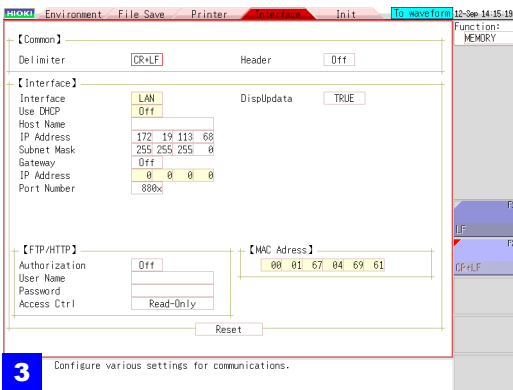 HIOKI Environment File Save Printer Interface Init To waveform 12-Sep 14:15:19
Function:
MEMORY
【Common】
Delimiter CR+LF Header Off
【Interface】
Interface LAN DispUpdata TRUE
Use DHCP Off
Host Name
IP Address 172 19 113 68
Subnet Mask 255 255 255 0
Gateway Off
IP Address 0 0 0 0
Port Number 880x
LF
【FTP/HTTP】 【MAC Adress】
Authorization Off 00 01 67 04 69 61
CR+LF
User Name
Password
Access Ctrl Read-Only
Reset
3 Configure various settings for communications.